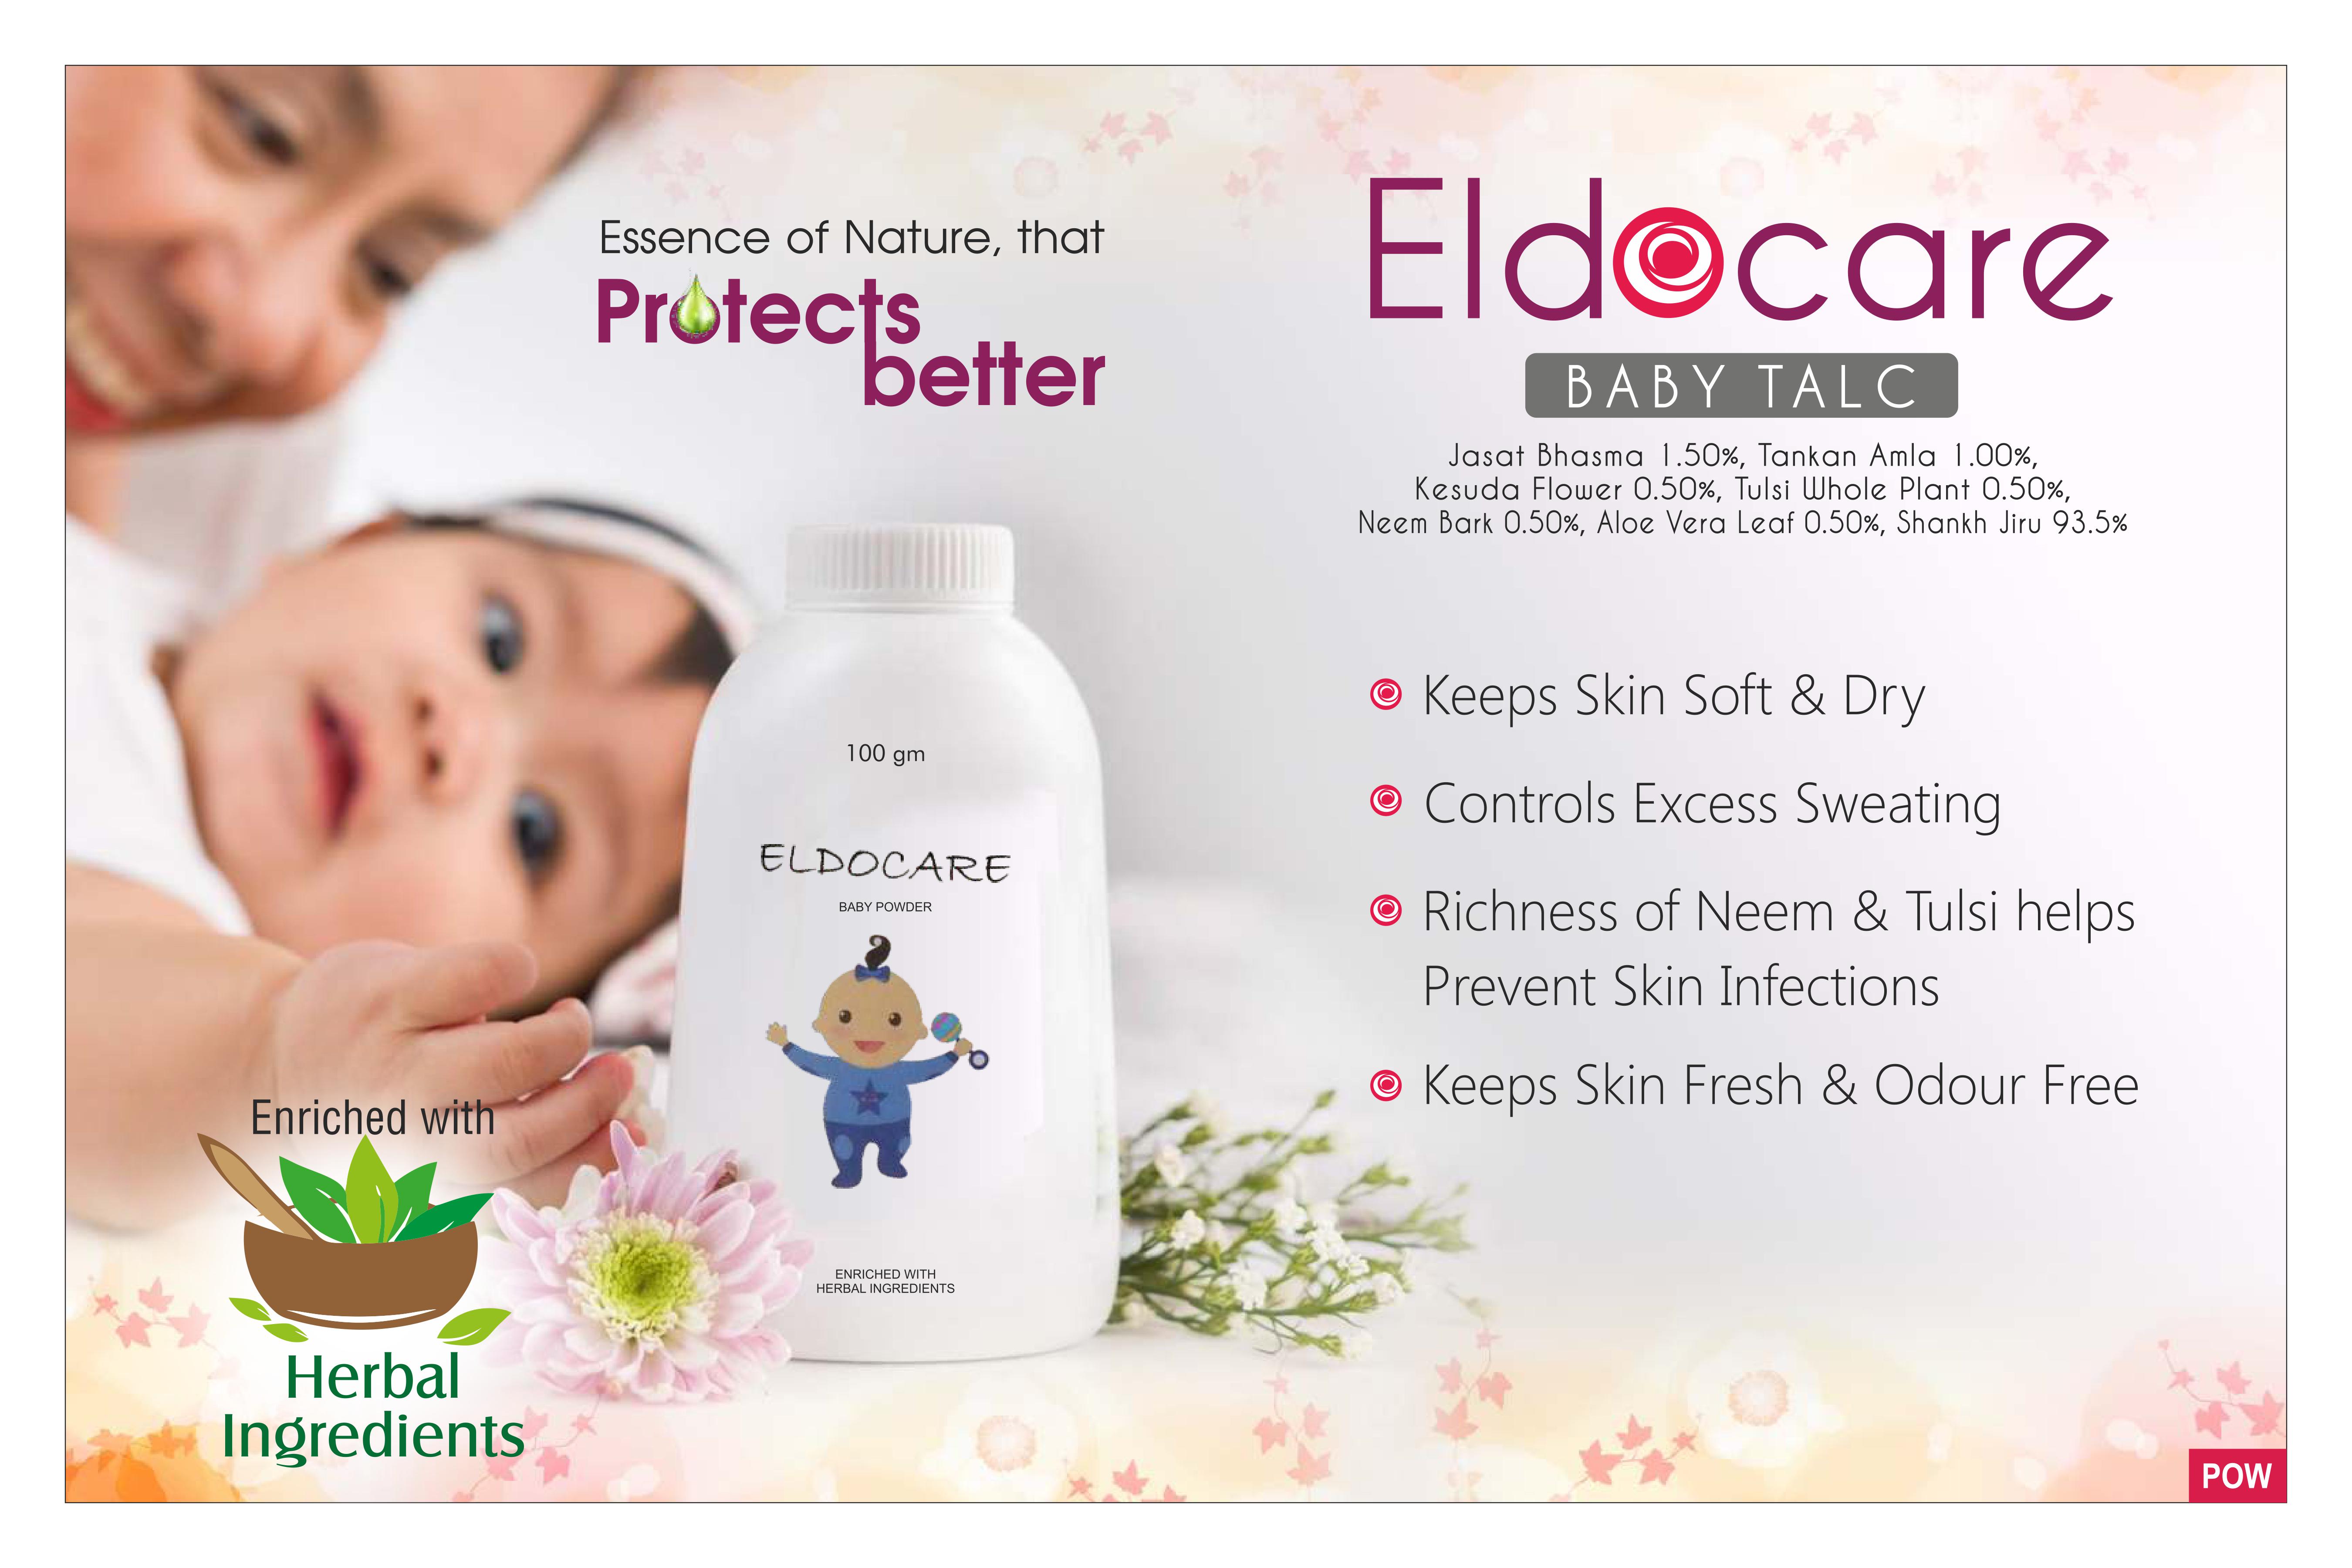 Essence of Nature, that
Protects
better
Eldocare
BABY TALC
Jasat Bhasma 1.50%, Tankan Amla 1.00%,
Kesuda Flower 0.50%, Tulsi Whole Plant 0.50%,
Neem Bark 0.50%, Aloe Vera Leaf 0.50%, Shankh Jiru 93.5%
Keeps Skin Soft & Dry
Controls Excess Sweating
Richness of Neem & Tulsi helps
Prevent Skin Infections
Keeps Skin Fresh & Odour Free
100 gm
ELDOCARE
BABY POWDER
ENRICHED WITH
HERBAL INGREDIENTS
Enriched with
Herbal
Ingredients
POW